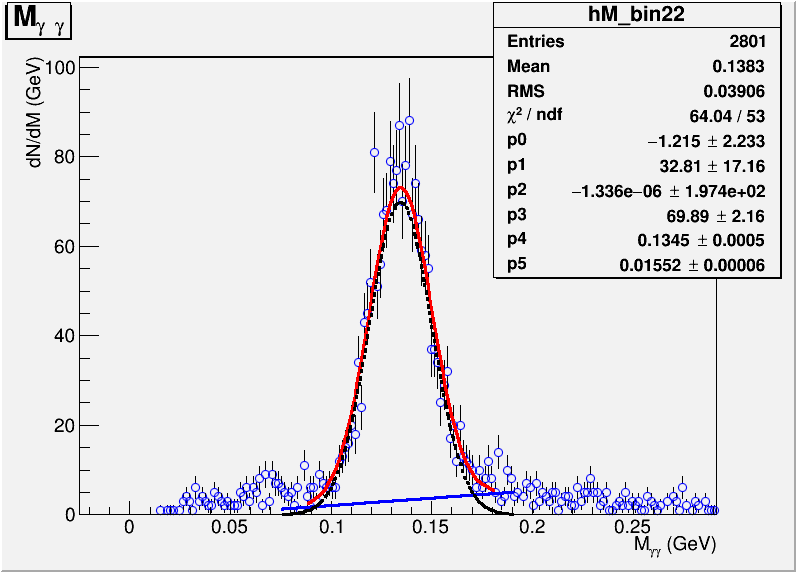 M_γ γ
hM_bin22
Entries 2801
Mean 0.1383
RMS 0.03906
χ² / ndf 64.04 / 53
p0 −1.215 ± 2.233
p1 32.81 ± 17.16
p2 −1.336e−06 ± 1.974e+02
p3 69.89 ± 2.16
p4 0.1345 ± 0.0005
p5 0.01552 ± 0.00006
dN/dM (GeV)
100
80
60
40
20
0
0 0.05 0.1 0.15 0.2 0.25
M_γγ (GeV)